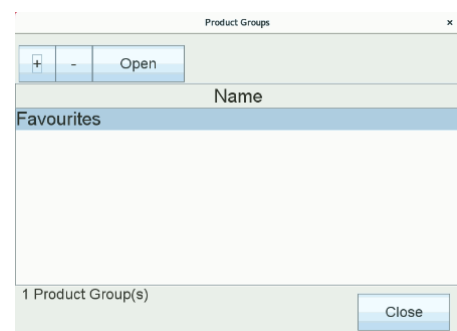 Product Groups ×
+ - Open
Name
Favourites
1 Product Group(s)
Close